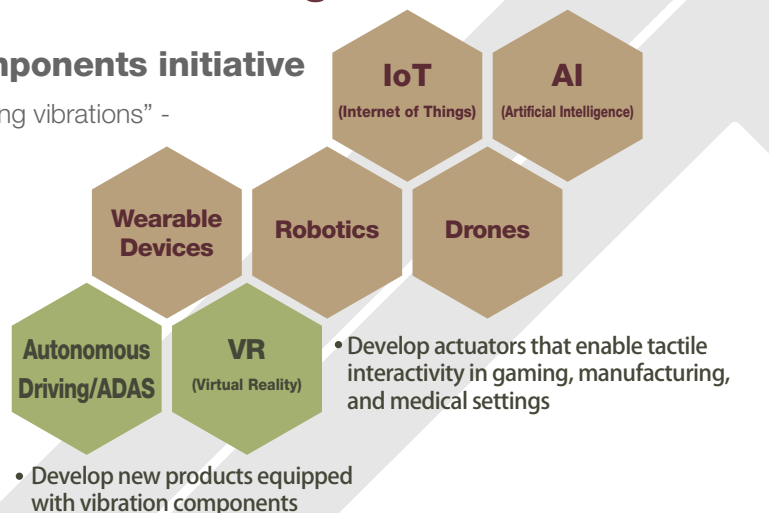 mponents initiative
ng vibrations” -
IoT
(Internet of Things)
AI
(Artificial Intelligence)
Wearable
Devices
Robotics
Drones
Autonomous
Driving/ADAS
VR
(Virtual Reality)
• Develop actuators that enable tactile
interactivity in gaming, manufacturing,
and medical settings
• Develop new products equipped
with vibration components